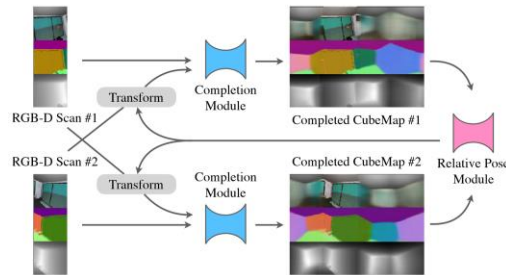 Transform
Completion
Module
RGB-D Scan #1
Completed CubeMap #1
RGB-D Scan #2
Completed CubeMap #2
Relative Pose
Module
Transform
Completion
Module